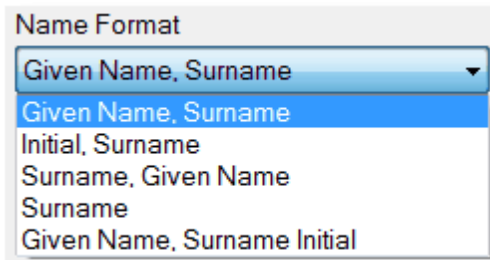 Name Format
Given Name, Surname
Given Name, Surname
Initial, Surname
Surname, Given Name
Surname
Given Name, Surname Initial